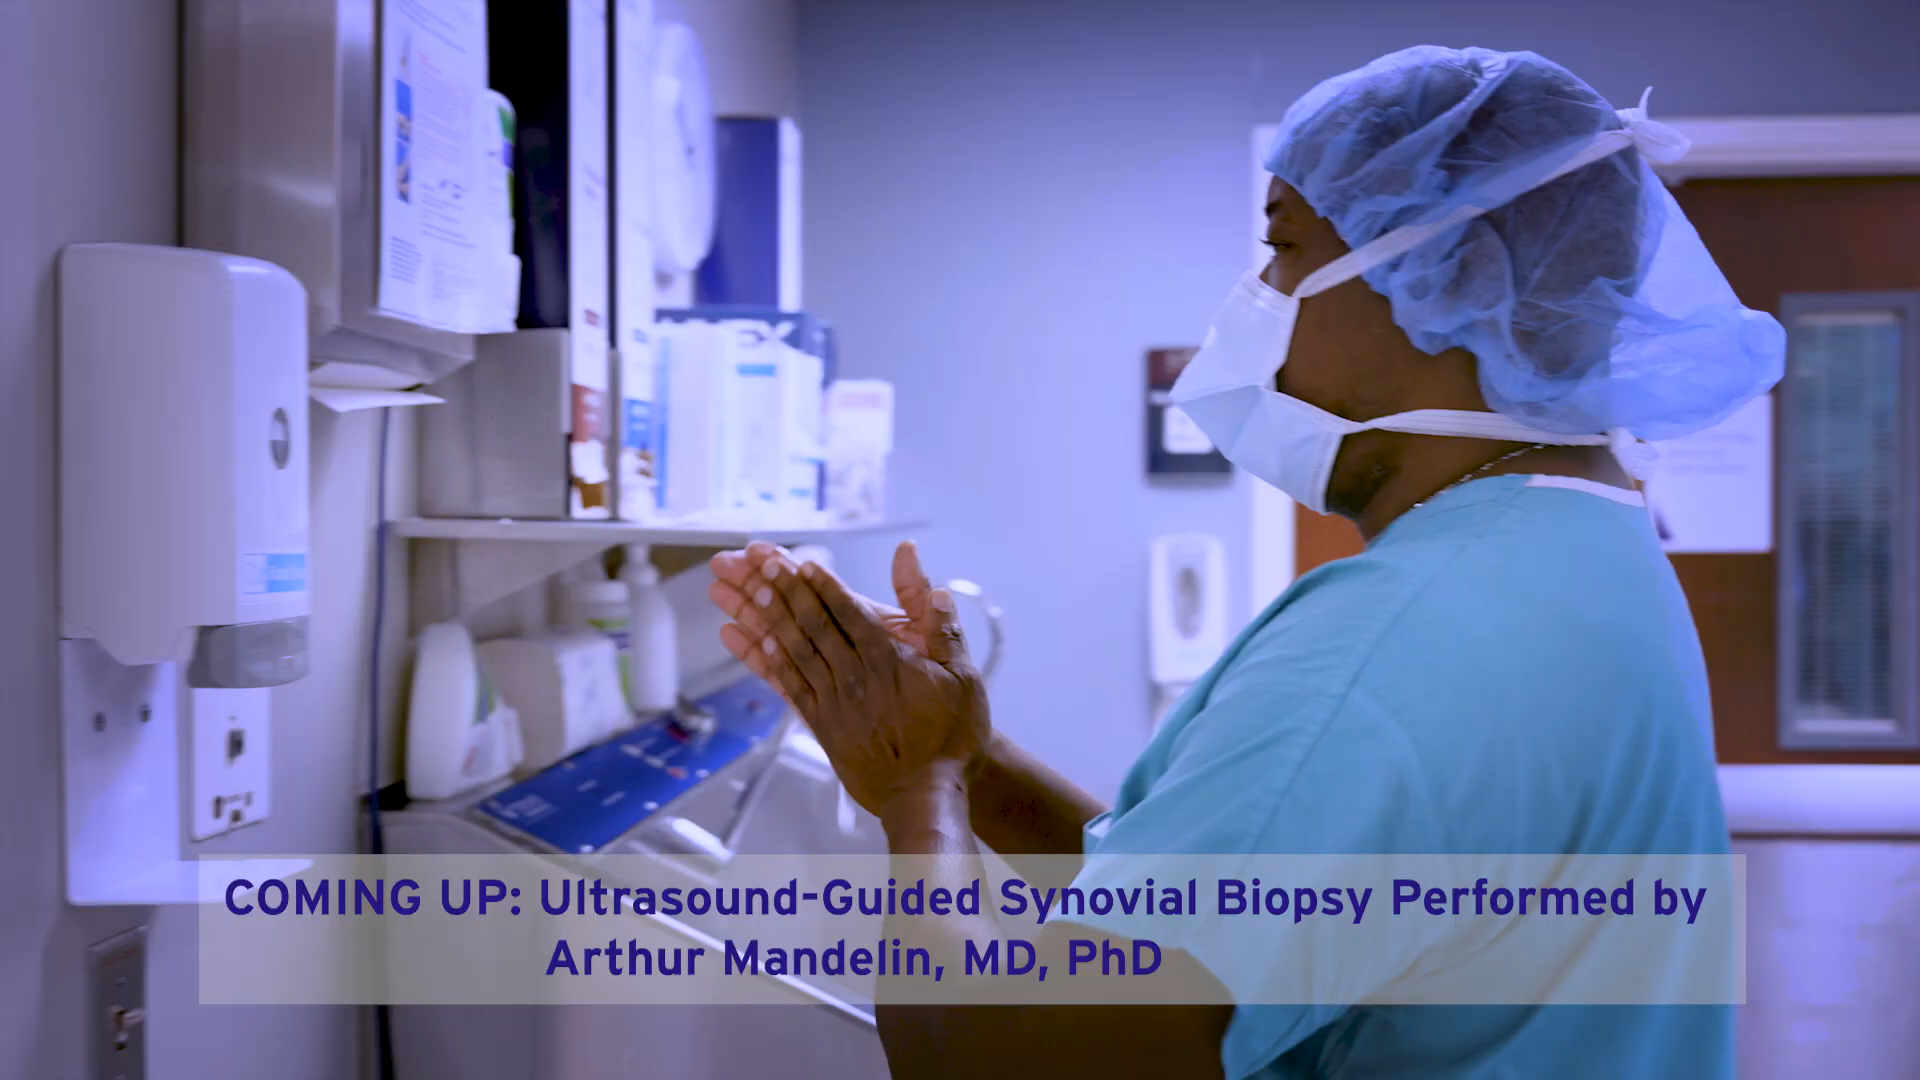 COMING UP: Ultrasound-Guided Synovial Biopsy Performed by
Arthur Mandelin, MD, PhD